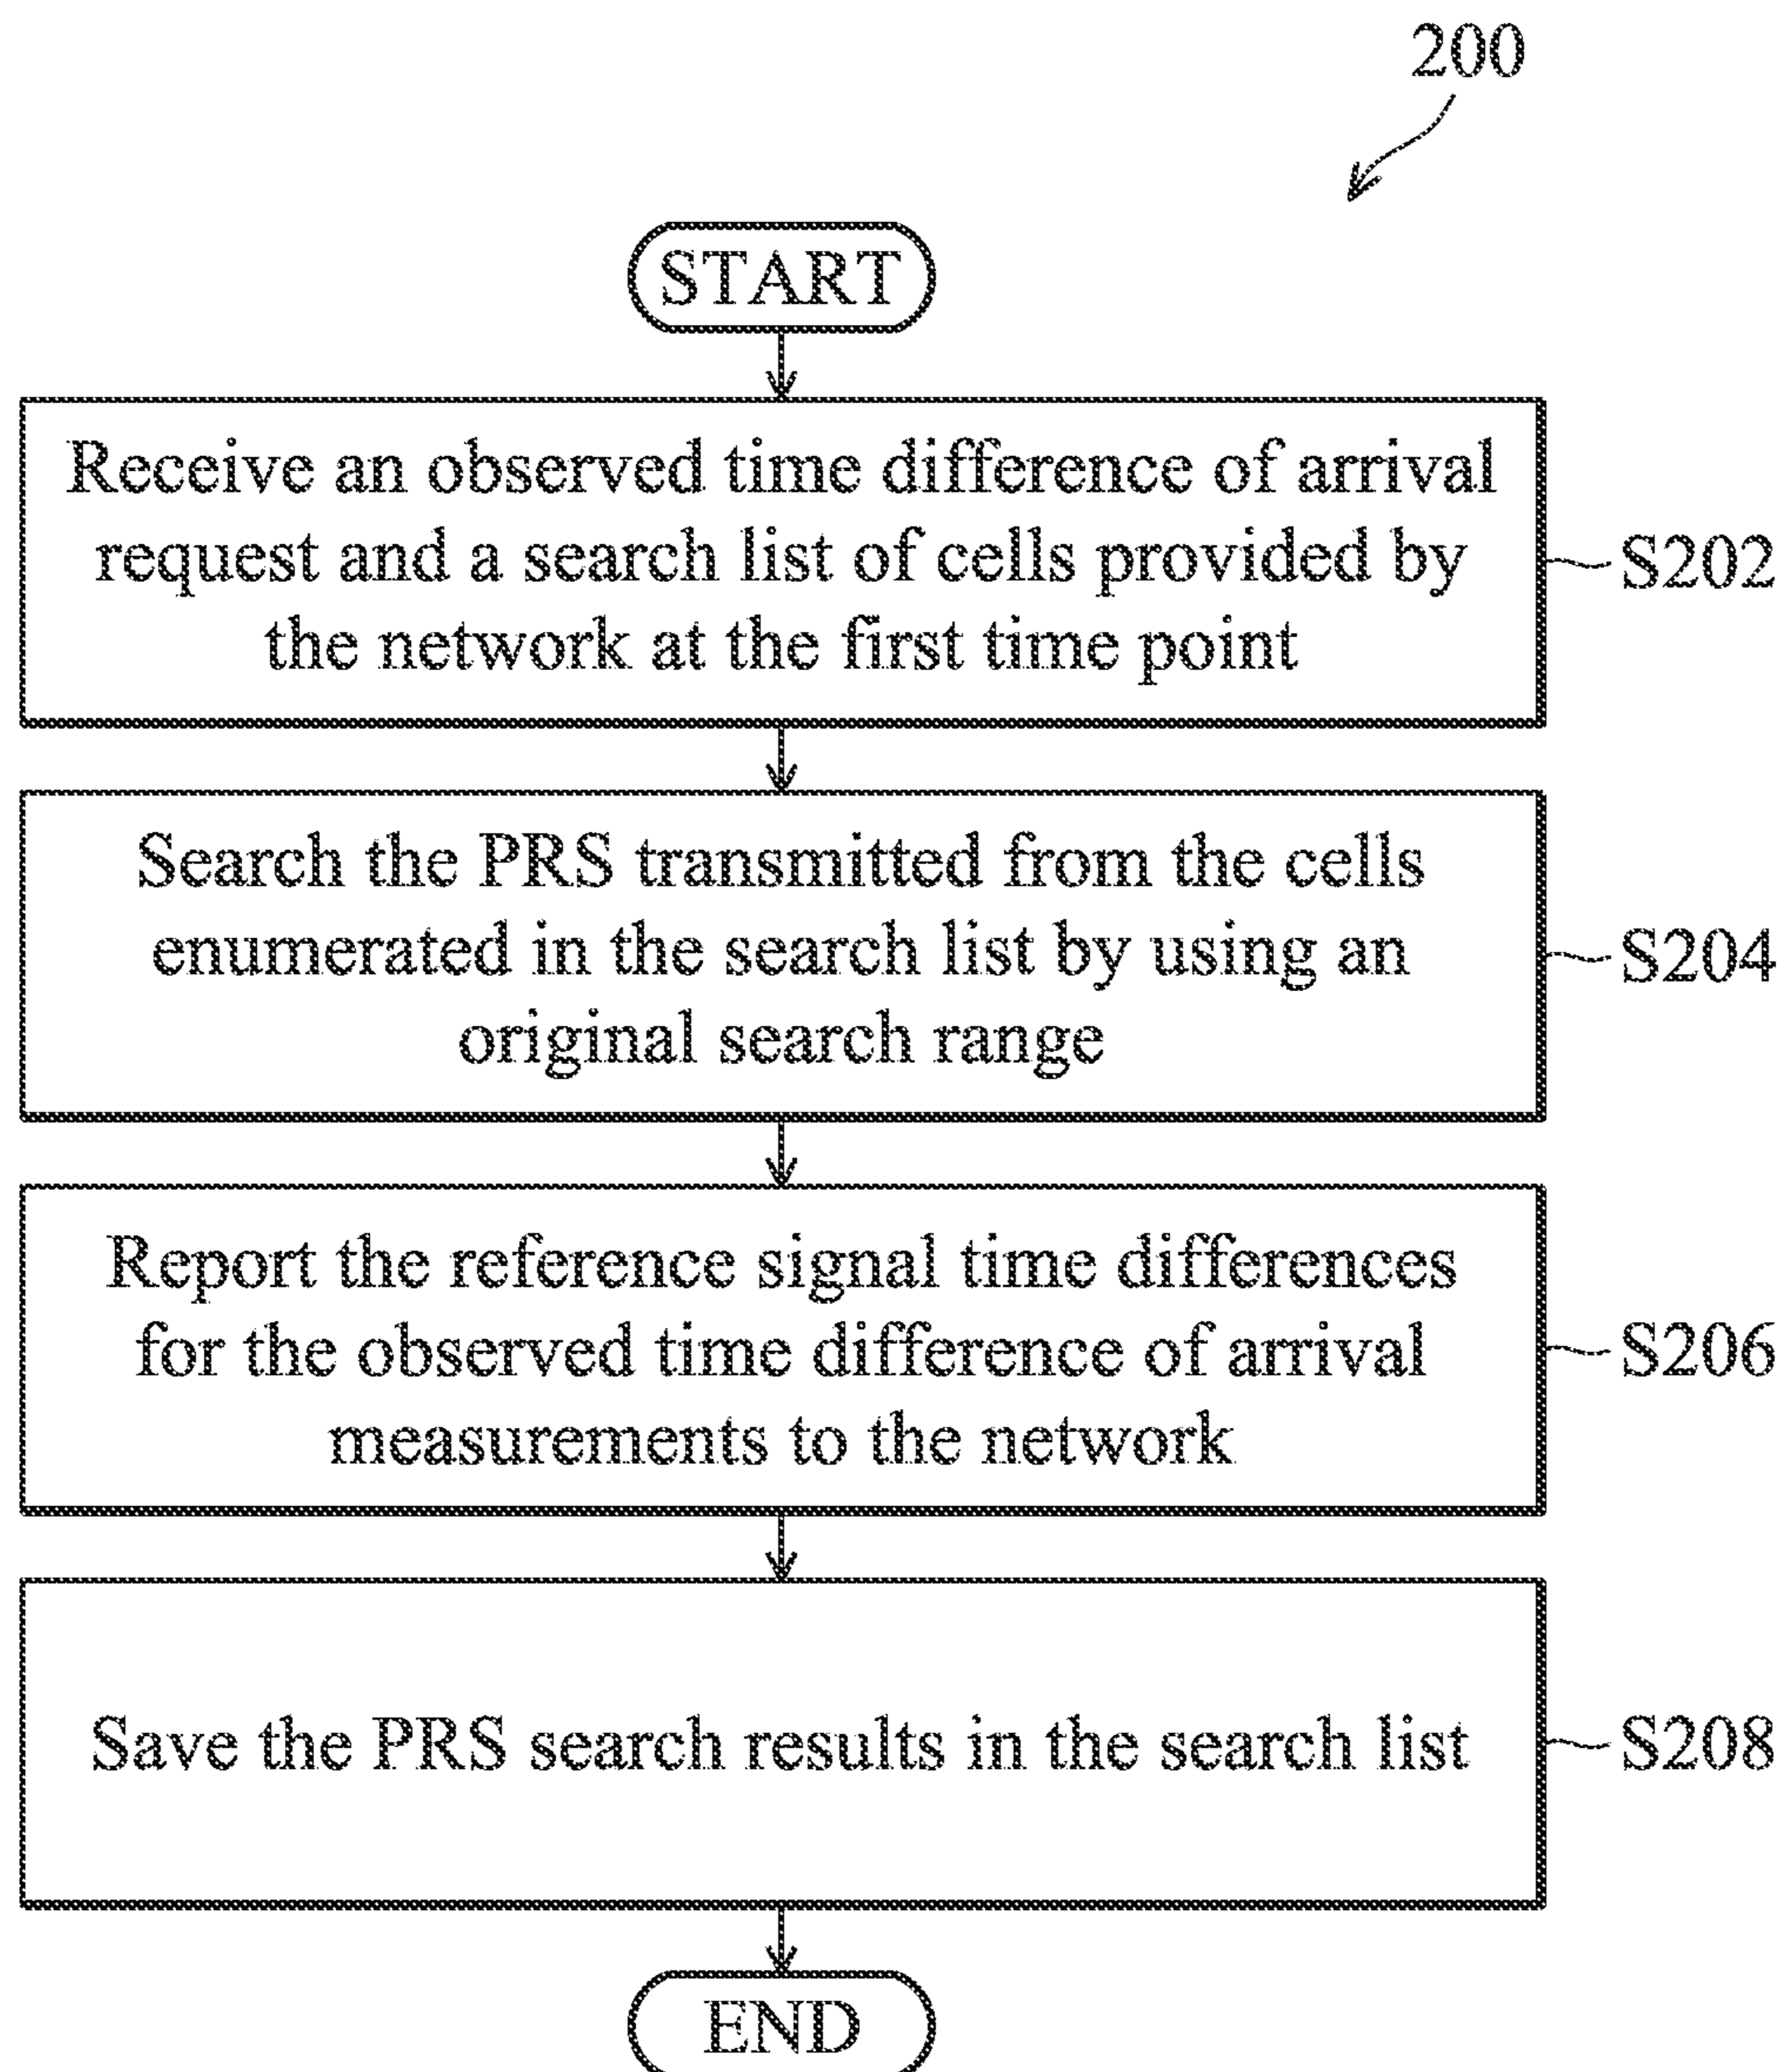 200
START
Receive an observed time difference of arrival
request and a search list of cells provided by
the network at the first time point
S202
Search the PRS transmitted from the cells
enumerated in the search list by using an
original search range
S204
Report the reference signal time differences
for the observed time difference of arrival
measurements to the network
S206
Save the PRS search results in the search list
S208
END